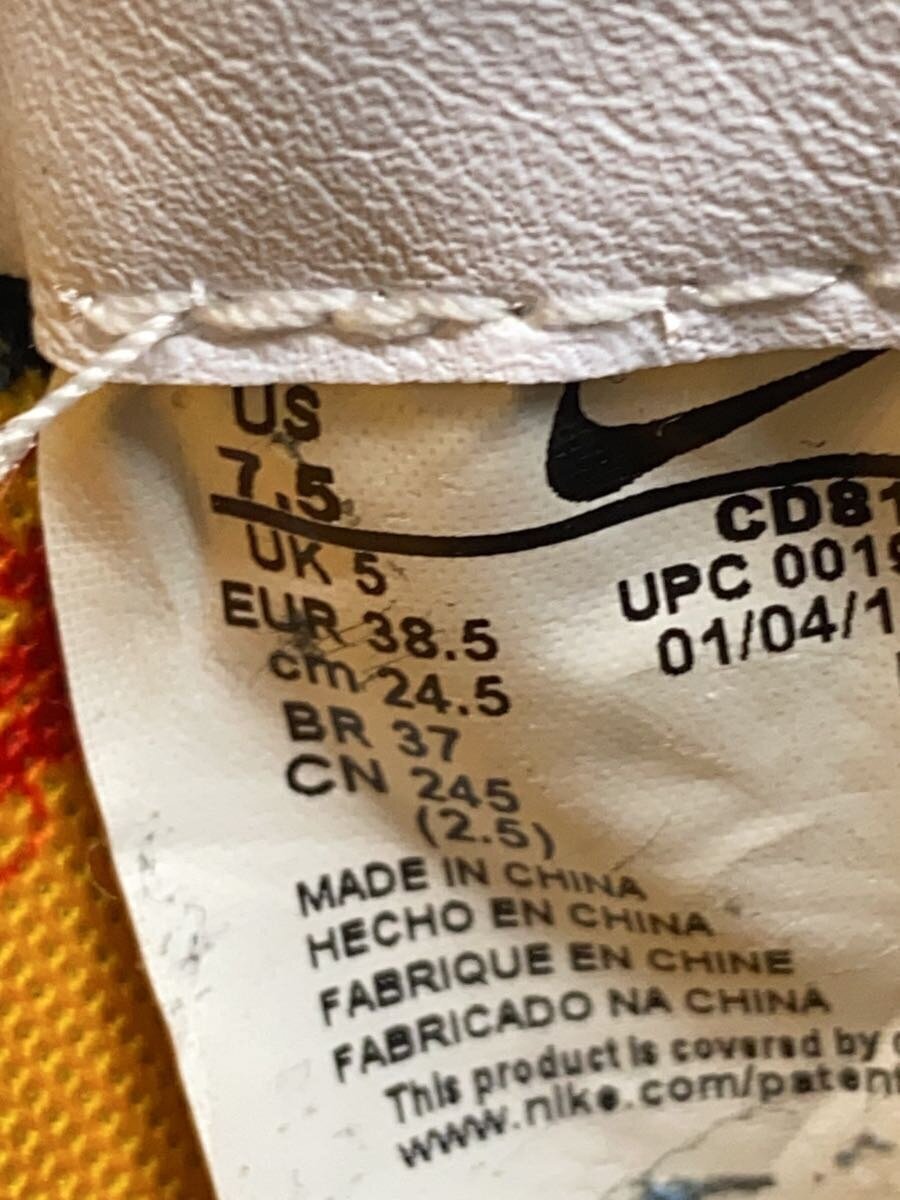 US
7.5
UK 5
EUR 38.5
cm 24.5
BR 37
CN 245
(2.5)
CD81
UPC 0019
01/04/1
MADE IN CHINA
HECHO EN CHINA
FABRIQUE EN CHINE
FABRICADO NA CHINA
This product is covered by
www.nike.com/patent